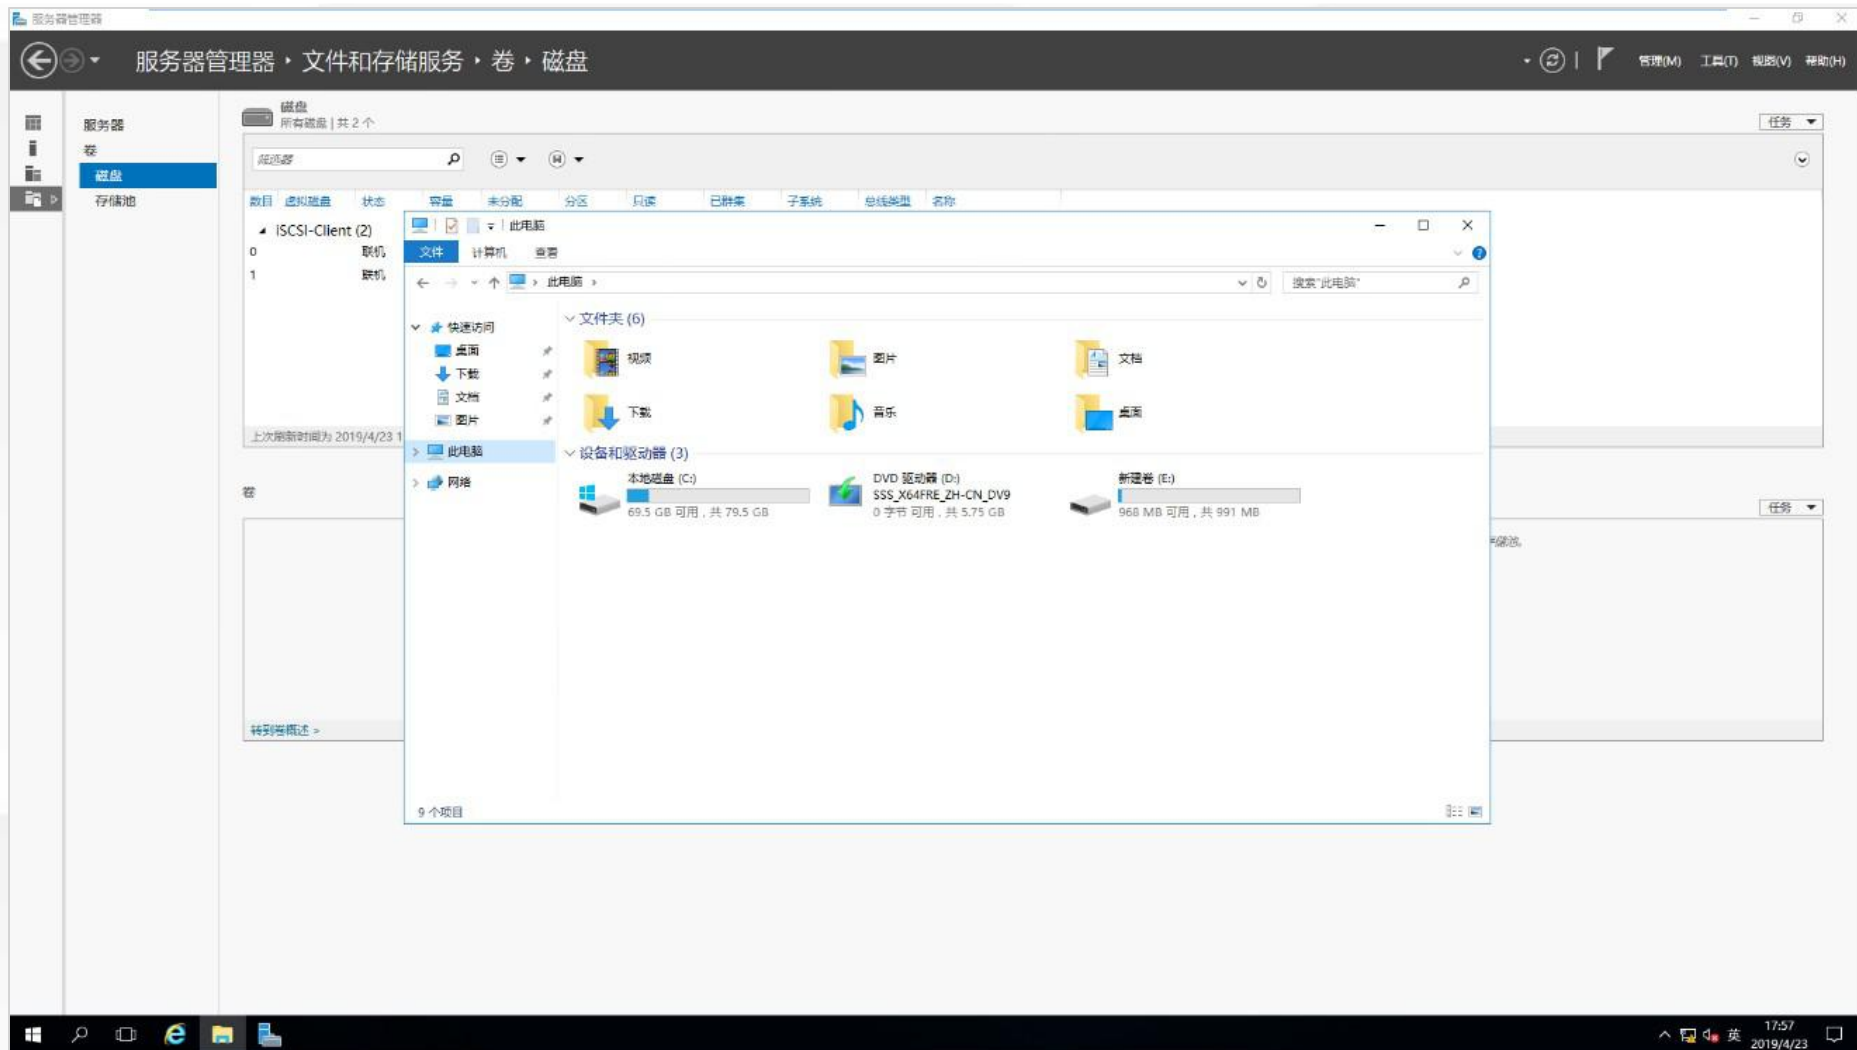 服务器管理器
服务器管理器 · 文件和存储服务 · 卷 · 磁盘
管理(M) 工具(T) 视图(V) 帮助(H)
服务器
卷
磁盘
存储池
磁盘
所有磁盘 | 共 2 个
任务
筛选器
数目 虚拟磁盘 状态 容量 未分配 分区 只读 已群集 子系统 总线类型 名称
iSCSI-Client (2)
0 联机
1 联机
上次刷新时间为 2019/4/23 1
此电脑
文件 计算机 查看
此电脑
搜索"此电脑"
快速访问
桌面
下载
文档
图片
此电脑
网络
文件夹 (6)
视频
图片
文档
下载
音乐
桌面
设备和驱动器 (3)
本地磁盘 (C:)
69.5 GB 可用 , 共 79.5 GB
DVD 驱动器 (D:)
SSS_X64FRE_ZH-CN_DV9
0 字节 可用 , 共 5.75 GB
新建卷 (E:)
968 MB 可用 , 共 991 MB
9 个项目
卷
任务
存储池。
转到卷概述 >
英
17:57
2019/4/23